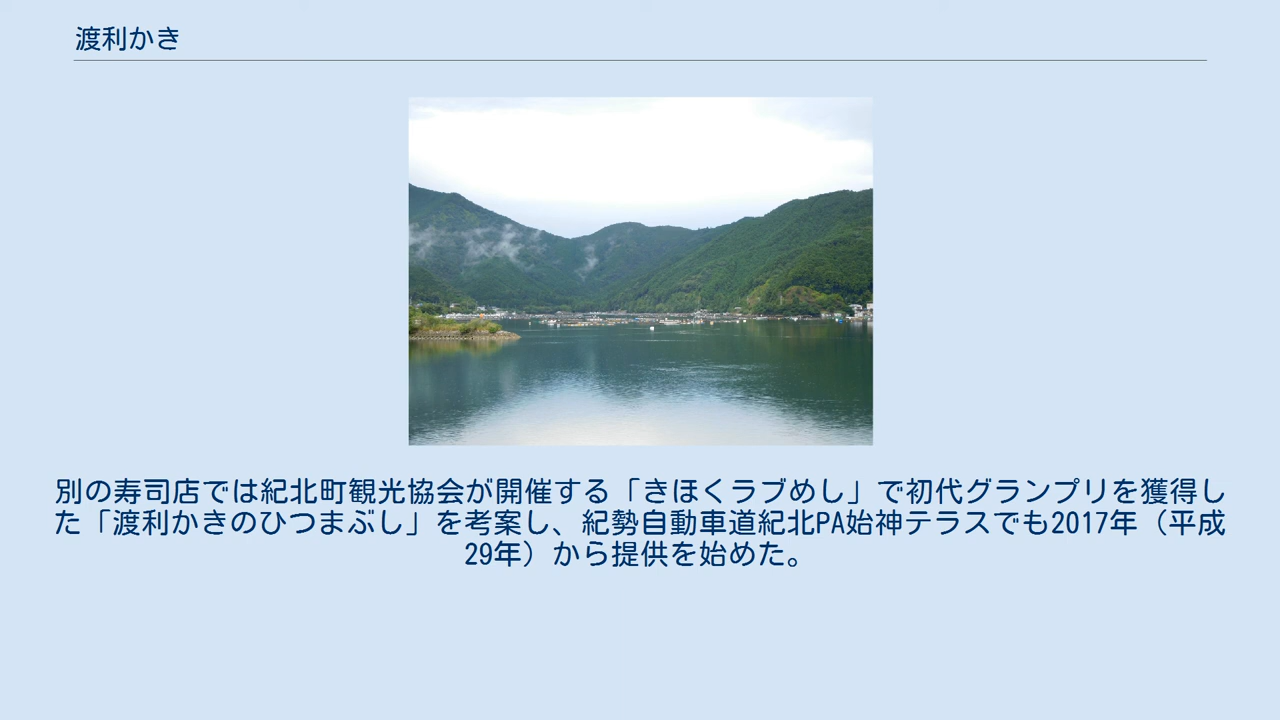 渡利かき
別の寿司店では紀北町観光協会が開催する「きほくラブめし」で初代グランプリを獲得し
た「渡利かきのひつまぶし」を考案し、紀勢自動車道紀北PA始神テラスでも2017年（平成
29年）から提供を始めた。